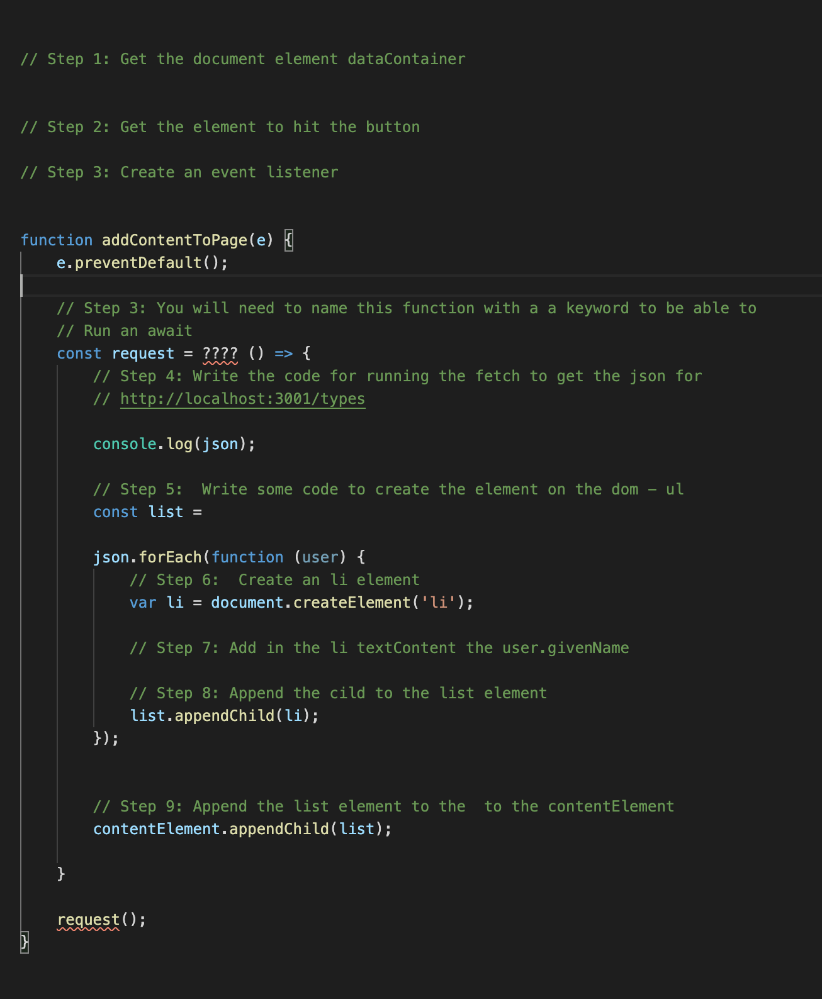 // Step 1: Get the document element dataContainer
// Step 2: Get the element to hit the button
// Step 3: Create an event listener
function addContentToPage(e) {
    e.preventDefault();
    // Step 3: You will need to name this function with a a keyword to be able to
    // Run an await
    const request = ???? () => {
        // Step 4: Write the code for running the fetch to get the json for
        // http://localhost:3001/types
        console.log(json);
        // Step 5:  Write some code to create the element on the dom - ul
        const list =
        json.forEach(function (user) {
            // Step 6:  Create an li element
            var li = document.createElement('li');
            // Step 7: Add in the li textContent the user.givenName
            // Step 8: Append the cild to the list element
            list.appendChild(li);
        });
        // Step 9: Append the list element to the  to the contentElement
        contentElement.appendChild(list);
    }
    request();
}